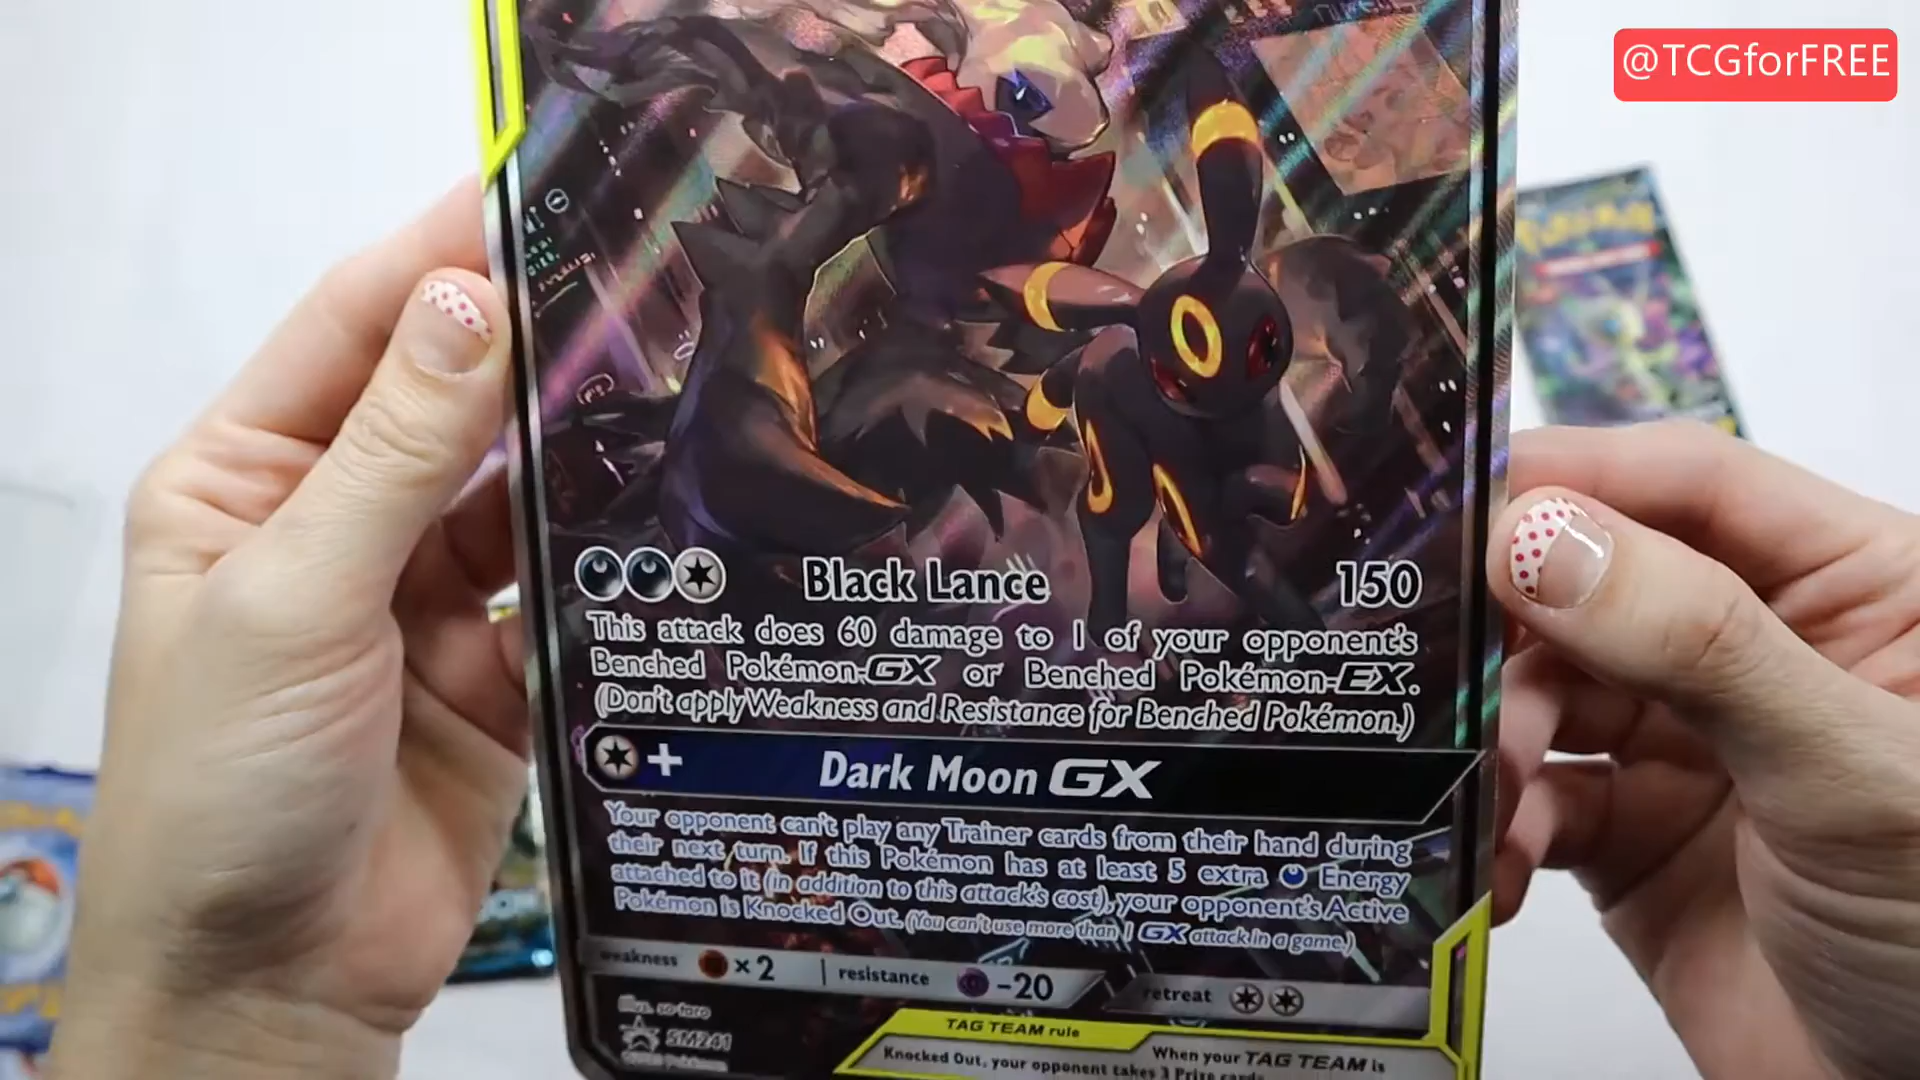 @TCGforFREE
Pokémon
Black Lance 150
This attack does 60 damage to 1 of your opponent's
Benched Pokémon-GX or Benched Pokémon-EX.
(Don't apply Weakness and Resistance for Benched Pokémon.)
+ Dark Moon GX
Your opponent can't play any Trainer cards from their hand during
their next turn. If this Pokémon has at least 5 extra Energy
attached to it (in addition to this attack's cost), your opponent's Active
Pokémon is Knocked Out. (You can't use more than 1 GX attack in a game.)
weakness ×2 resistance -20 retreat
Illus. so-taro
SM241
TAG TEAM rule
When your TAG TEAM is
Knocked Out, your opponent takes 3 Prize cards.